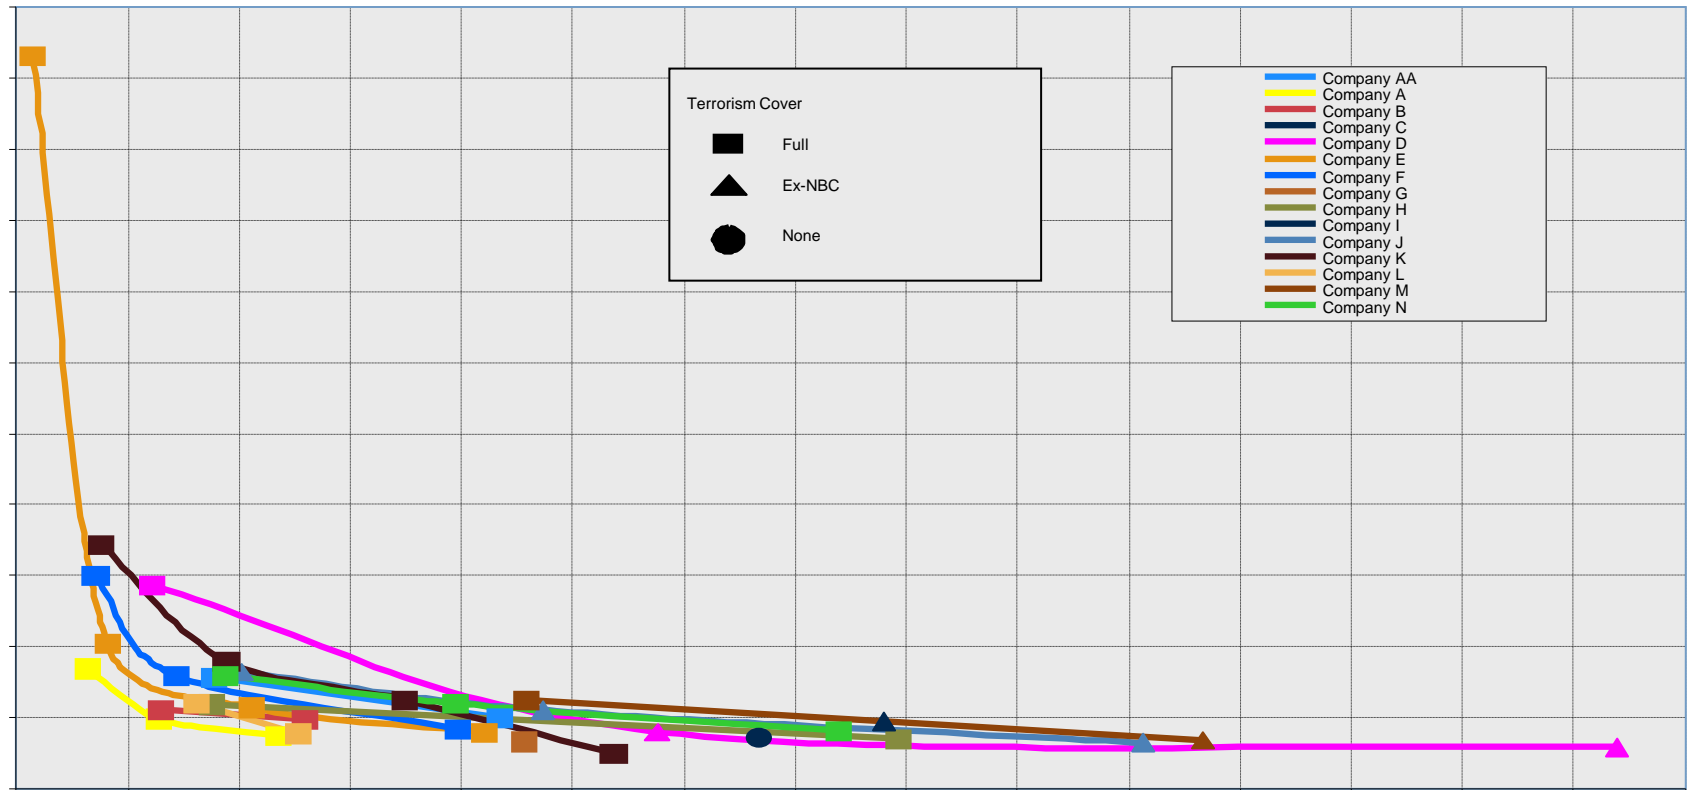 Terrorism Cover
Full
Ex-NBC
None
Company AA
Company A
Company B
Company C
Company D
Company E
Company F
Company G
Company H
Company I
Company J
Company K
Company L
Company M
Company N